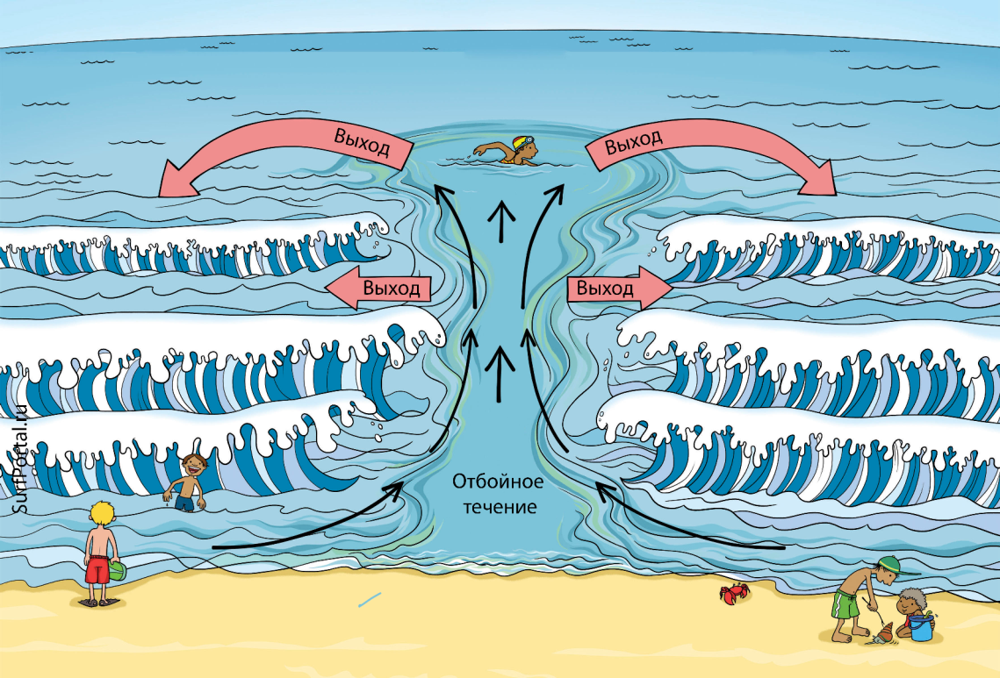 Выход
Выход
Выход
Выход
Отбойное
течение
SurfPortal.ru